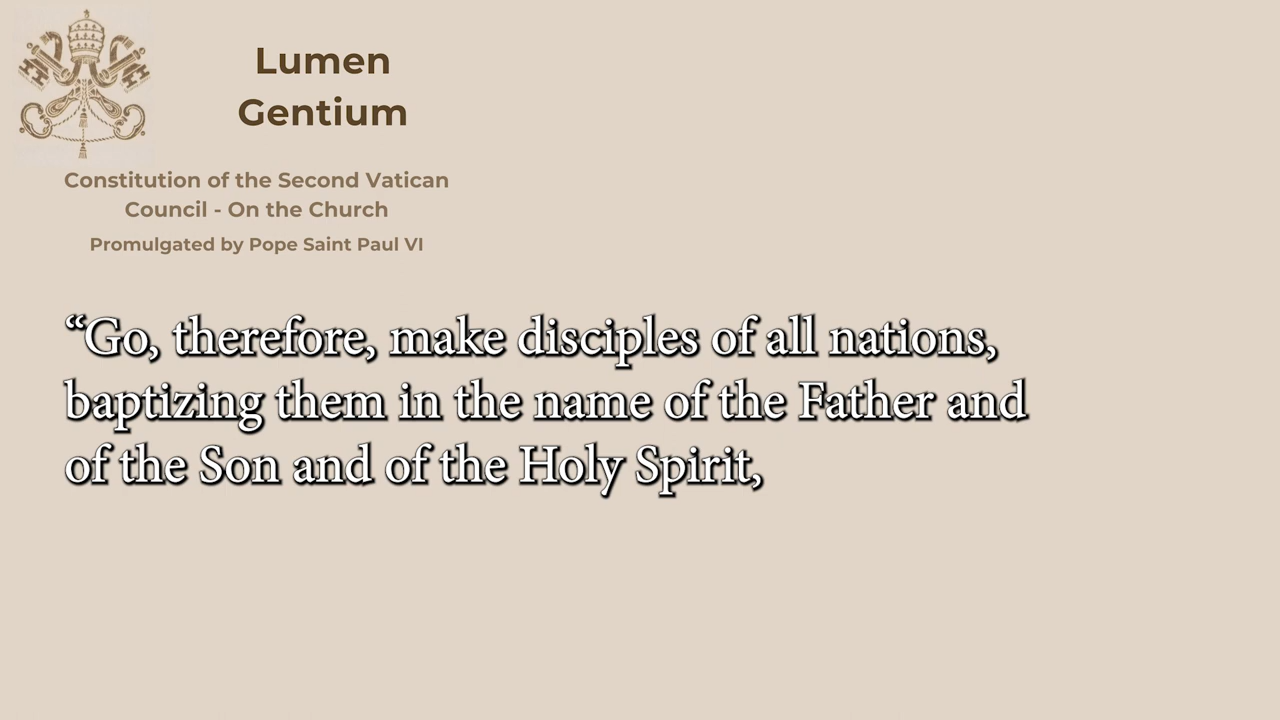 Lumen
Gentium
Constitution of the Second Vatican
Council - On the Church
Promulgated by Pope Saint Paul VI
“Go, therefore, make disciples of all nations,
baptizing them in the name of the Father and
of the Son and of the Holy Spirit,